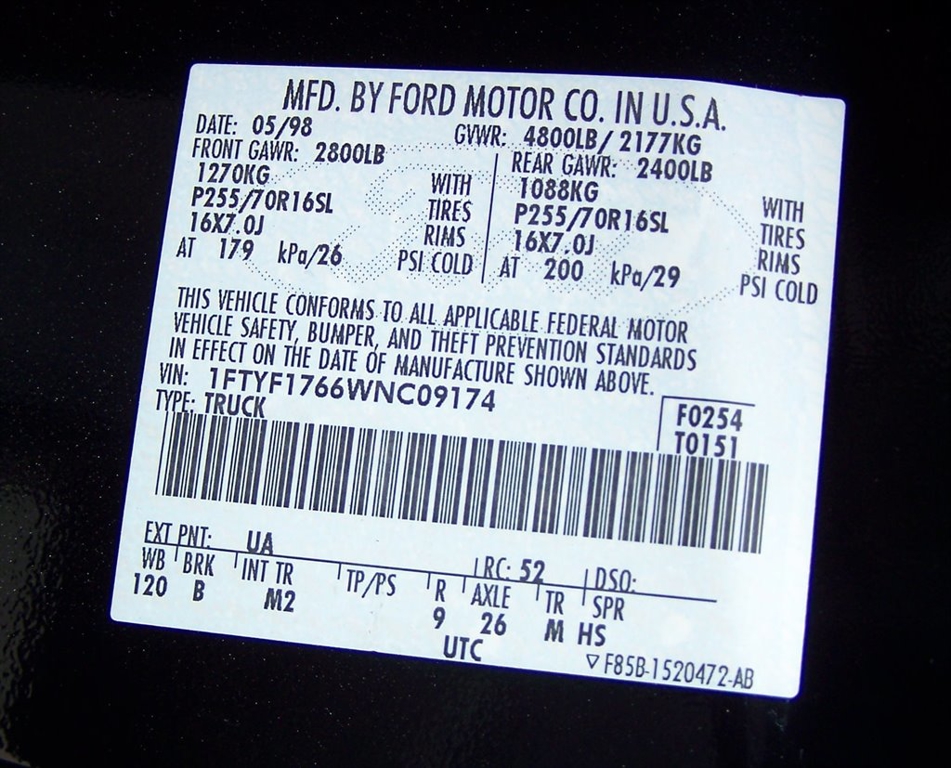 MFD. BY FORD MOTOR CO. IN U.S.A.
DATE: 05/98 GVWR: 4800LB/ 2177KG
FRONT GAWR: 2800LB REAR GAWR: 2400LB
1270KG WITH 1088KG WITH
P255/70R16SL TIRES P255/70R16SL TIRES
16X7.0J RIMS 16X7.0J RIMS
AT 179 kPa/26 PSI COLD AT 200 kPa/29 PSI COLD
THIS VEHICLE CONFORMS TO ALL APPLICABLE FEDERAL MOTOR
VEHICLE SAFETY, BUMPER, AND THEFT PREVENTION STANDARDS
IN EFFECT ON THE DATE OF MANUFACTURE SHOWN ABOVE.
VIN: 1FTYF1766WNC09174
TYPE: TRUCK
F0254
T0151
EXT PNT: UA RC: 52 DSO:
WB BRK INT TR TP/PS R AXLE TR SPR
120 B M2 9 26 M HS
UTC
▽ F85B-1520472-AB